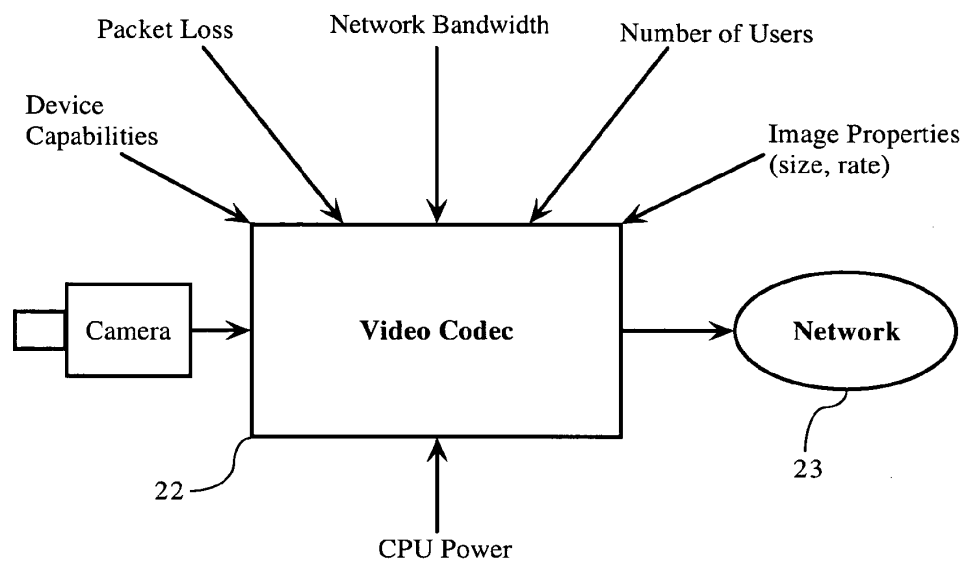 Packet Loss
Network Bandwidth
Number of Users
Device
Capabilities
Image Properties
(size, rate)
Camera
Video Codec
Network
22
23
CPU Power